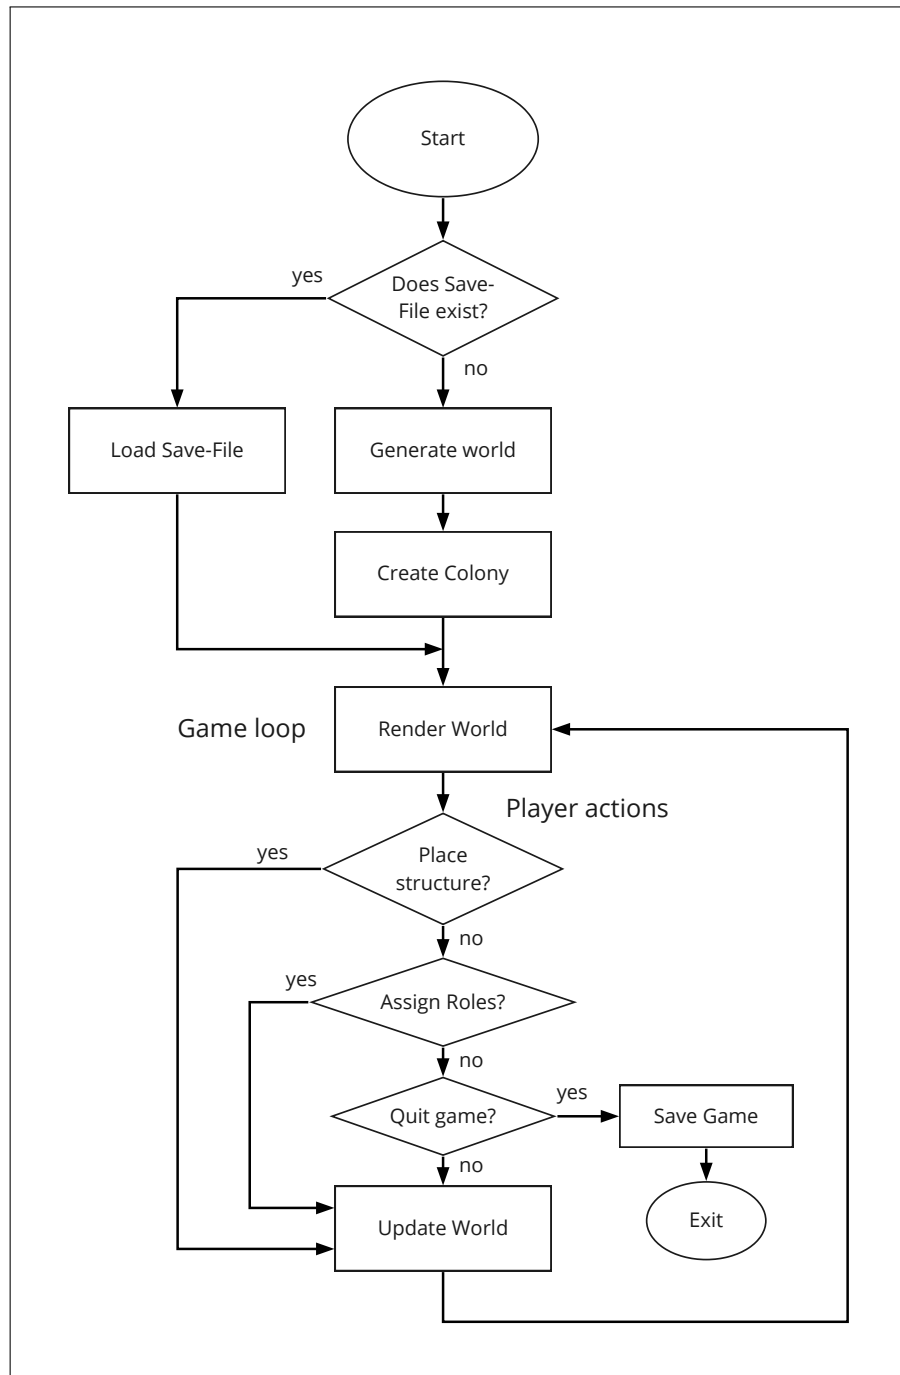 Start
yes
Does Save-
File exist?
no
Load Save-File
Generate world
Create Colony
Game loop
Render World
Player actions
yes
Place
structure?
no
yes
Assign Roles?
no
Quit game?
yes
Save Game
no
Update World
Exit